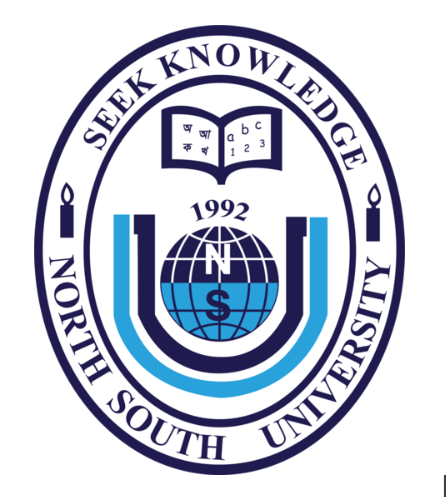 SEEK KNOWLEDGE
অ আ
ক খ
a b c
1 2 3
1992
N
S
NORTH SOUTH UNIVERSITY